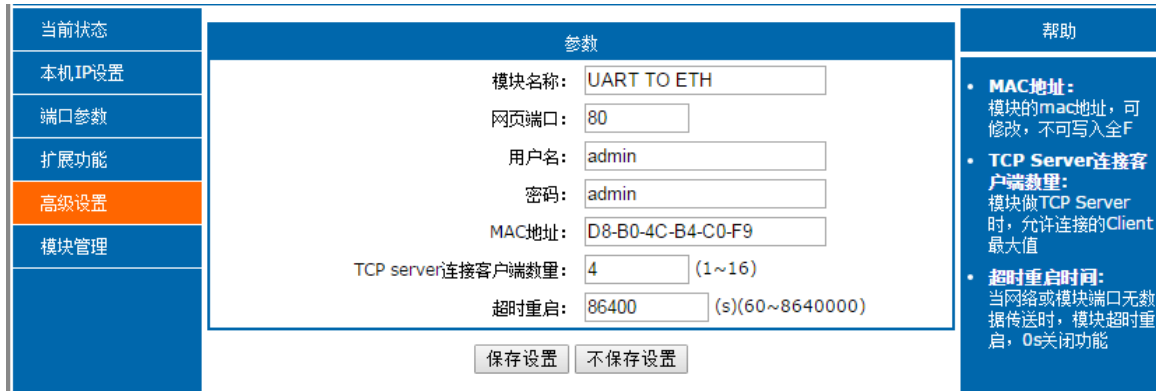 当前状态
本机IP设置
端口参数
扩展功能
高级设置
模块管理
参数
模块名称： UART TO ETH
网页端口： 80
用户名： admin
密码： admin
MAC地址： D8-B0-4C-B4-C0-F9
TCP server连接客户端数量： 4 (1~16)
超时重启： 86400 (s)(60~8640000)
保存设置 不保存设置
帮助
• MAC地址：
模块的mac地址，可
修改，不可写入全F
• TCP Server连接客
户端数量：
模块做TCP Server
时，允许连接的Client
最大值
• 超时重启时间：
当网络或模块端口无数
据传送时，模块超时重
启，0s关闭功能